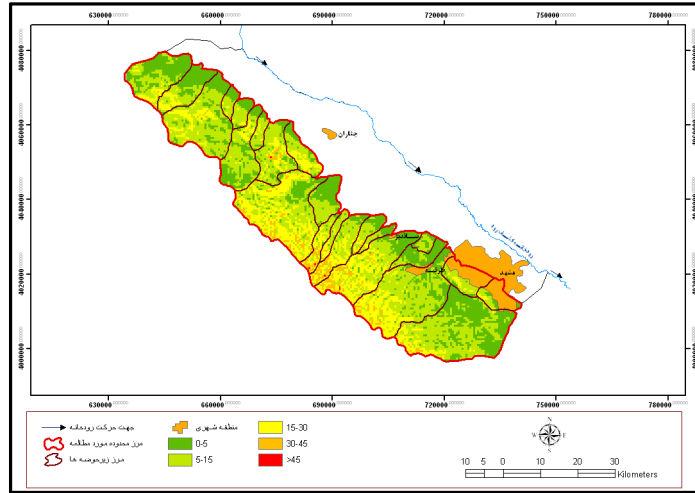 630000 660000 690000 720000 750000 780000
4080000
4060000
4040000
4020000
4000000
چناران
رودخانه کشف رود
مشهد
طرقبه
630000 660000 690000 720000 750000 780000
جهت حرکت رودخانه
مرز محدوده مورد مطالعه
مرز زیرحوضه ها
منطقه شهری
0-5
5-15
15-30
30-45
>45
N
W E
S
10 5 0 10 20 30
Kilometers